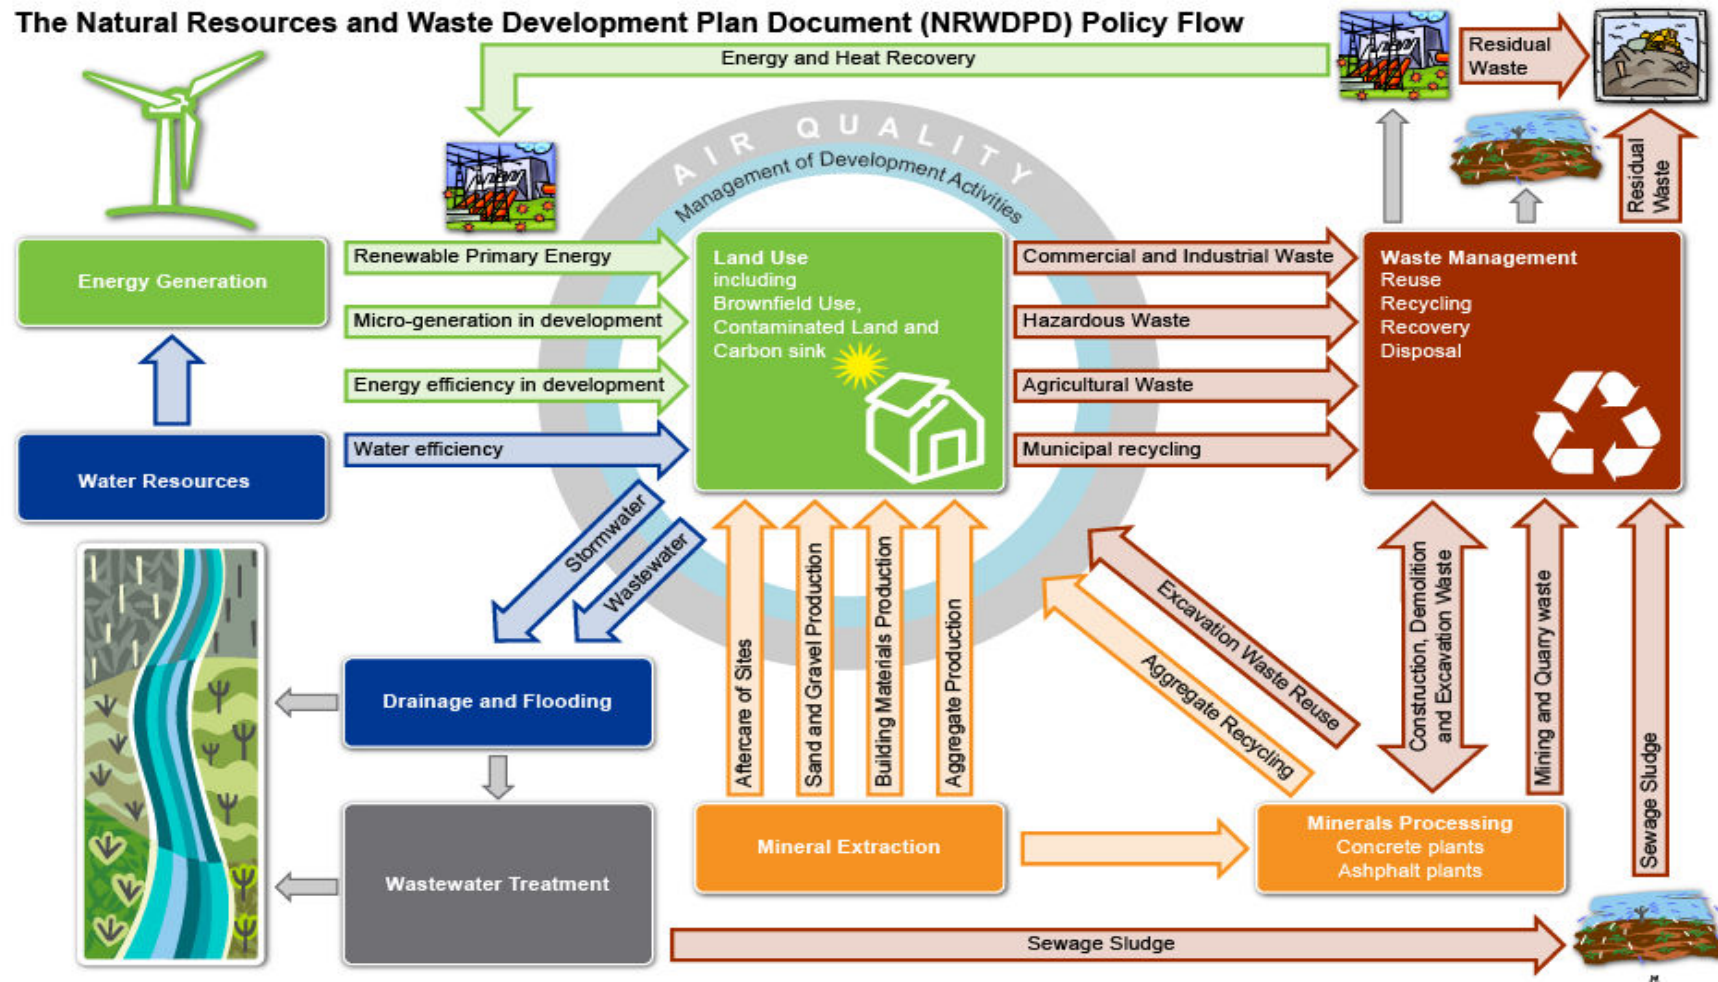 The Natural Resources and Waste Development Plan Document (NRWDPD) Policy Flow
Energy and Heat Recovery
Residual
Waste
AIR QUALITY
Management of Development Activities
Residual
Waste
Energy Generation
Renewable Primary Energy
Micro-generation in development
Energy efficiency in development
Water efficiency
Water Resources
Land Use
including
Brownfield Use,
Contaminated Land and
Carbon sink
Commercial and Industrial Waste
Hazardous Waste
Agricultural Waste
Municipal recycling
Waste Management
Reuse
Recycling
Recovery
Disposal
Stormwater
Wastewater
Drainage and Flooding
Wastewater Treatment
Aftercare of Sites
Sand and Gravel Production
Building Materials Production
Aggregate Production
Excavation Waste Reuse
Aggregate Recycling
Construction, Demolition
and Excavation Waste
Mining and Quarry waste
Sewage Sludge
Mineral Extraction
Minerals Processing
Concrete plants
Ashphalt plants
Sewage Sludge